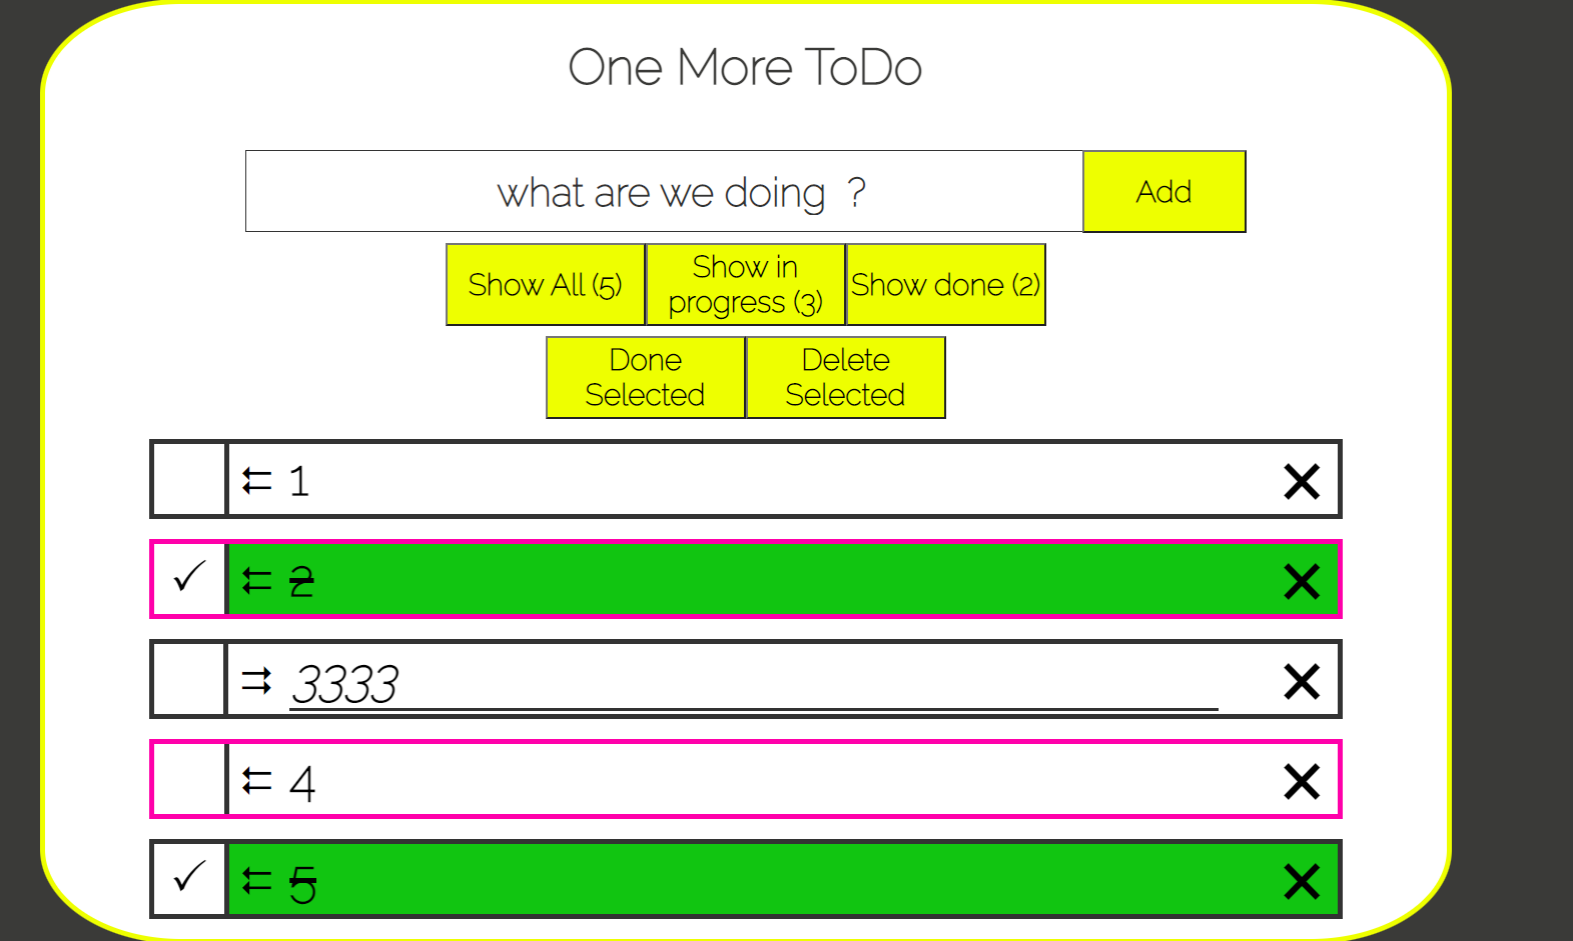 One More ToDo
what are we doing ?
Add
Show All (5)
Show in
progress (3)
Show done (2)
Done
Selected
Delete
Selected
1
2
3333
4
5